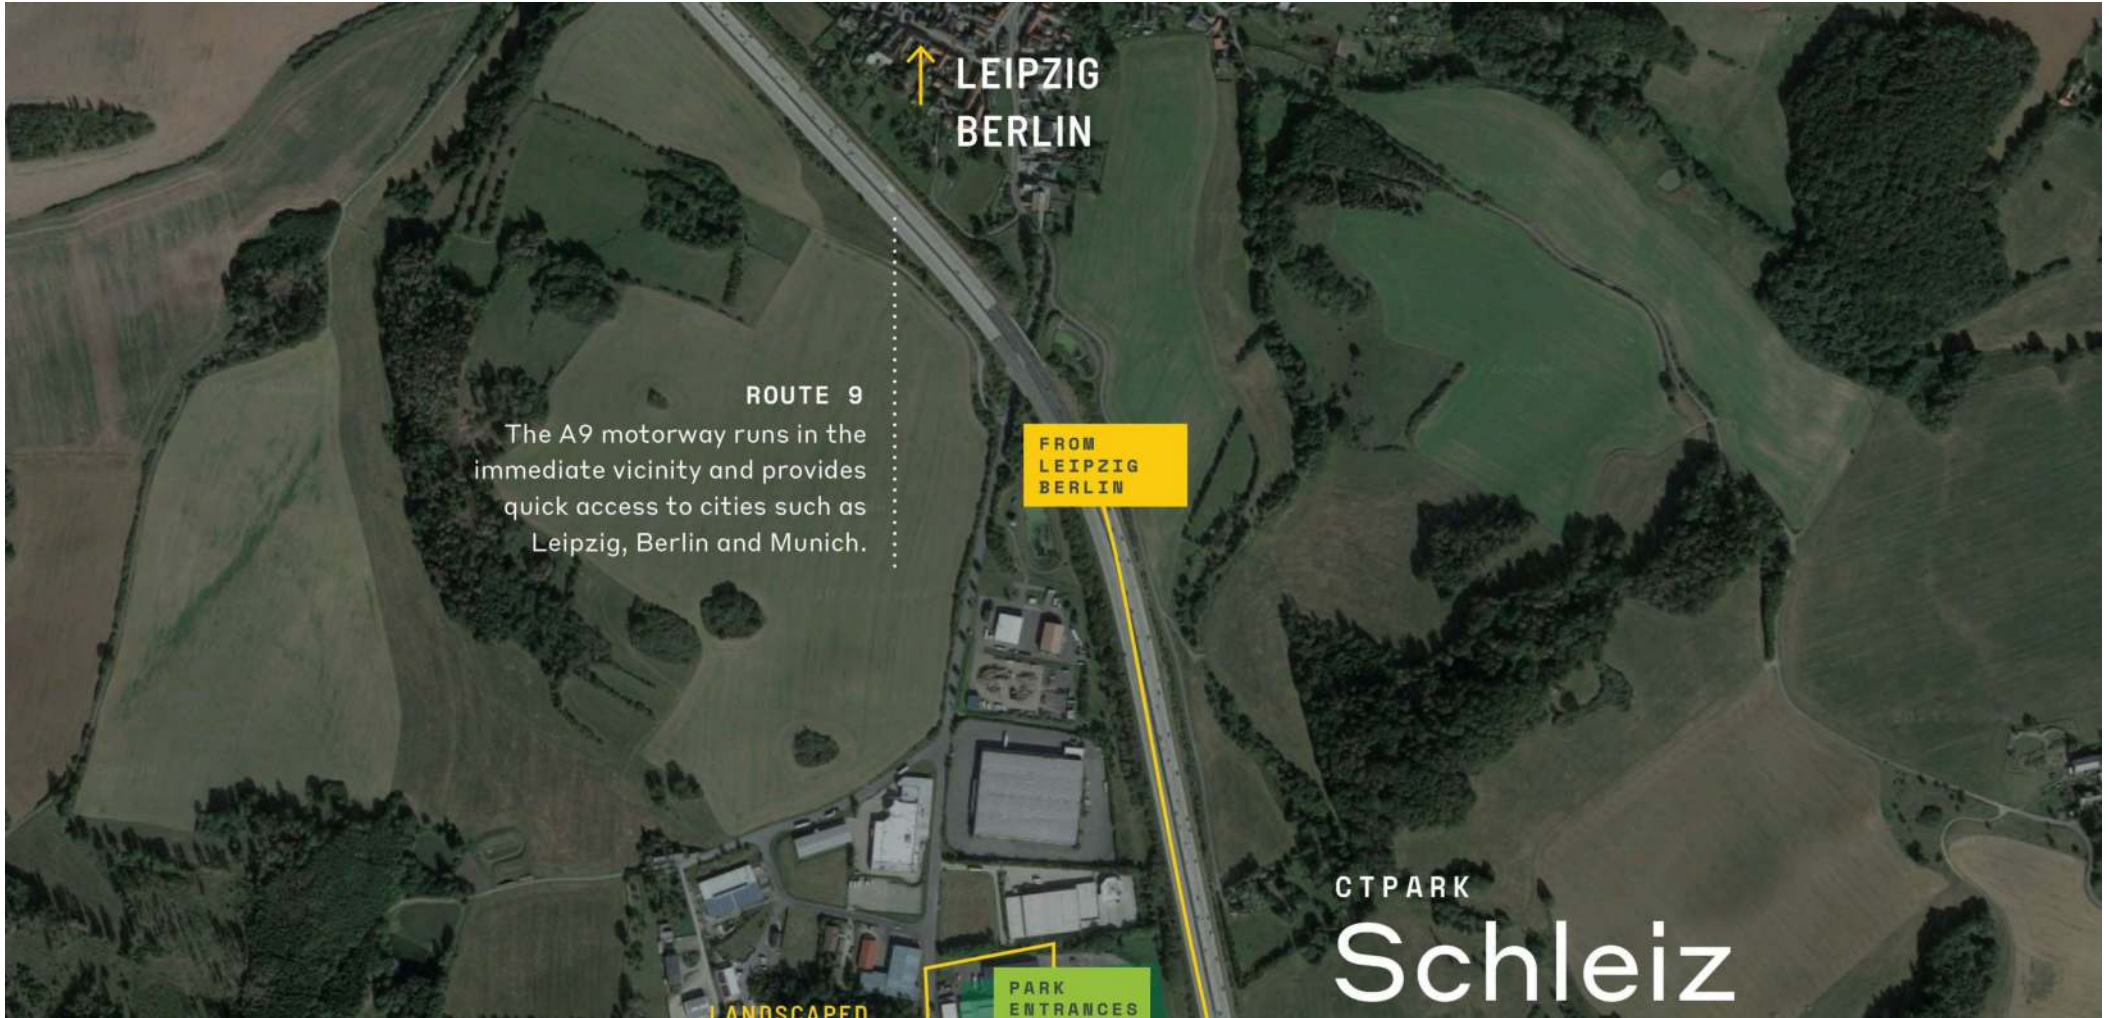 LEIPZIG
BERLIN
ROUTE 9
The A9 motorway runs in the
immediate vicinity and provides
quick access to cities such as
Leipzig, Berlin and Munich.
FROM
LEIPZIG
BERLIN
CTPARK
Schleiz
PARK
ENTRANCES
LANDSCAPED